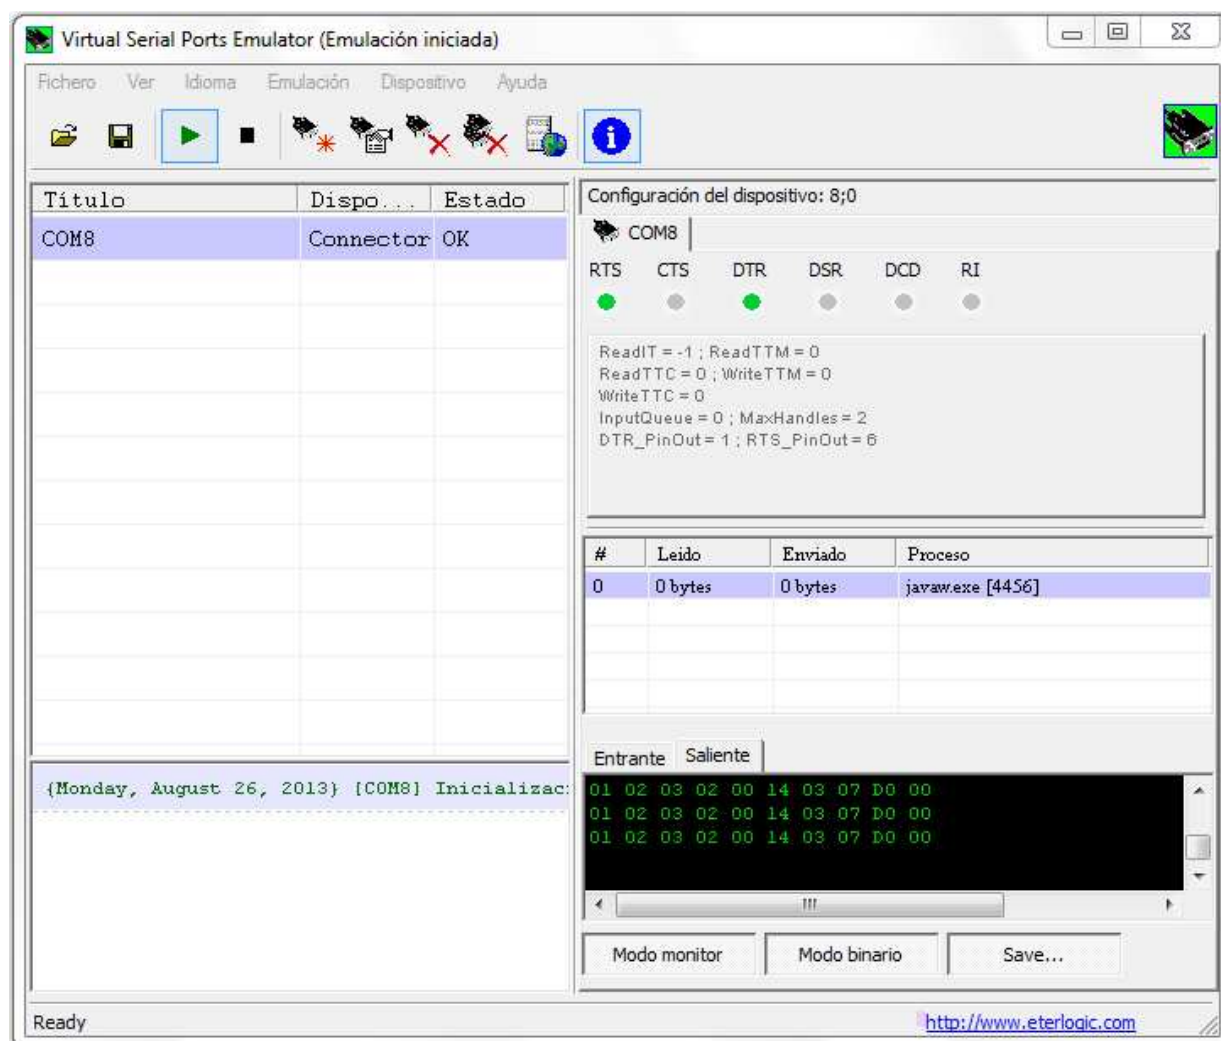 Virtual Serial Ports Emulator (Emulación iniciada)
Fichero Ver Idioma Emulación Dispositivo Ayuda
Título Dispo... Estado
COM8 Connector OK
{Monday, August 26, 2013} [COM8] Inicializac
Configuración del dispositivo: 8;0
COM8
RTS CTS DTR DSR DCD RI
ReadIT = -1 ; ReadTTM = 0
ReadTTC = 0 ; WriteTTM = 0
WriteTTC = 0
InputQueue = 0 ; MaxHandles = 2
DTR_PinOut = 1 ; RTS_PinOut = 6
# Leido Enviado Proceso
0 0 bytes 0 bytes javaw.exe [4456]
Entrante Saliente
01 02 03 02 00 14 03 07 D0 00
01 02 03 02 00 14 03 07 D0 00
01 02 03 02 00 14 03 07 D0 00
Modo monitor Modo binario Save...
Ready http://www.eterlogic.com